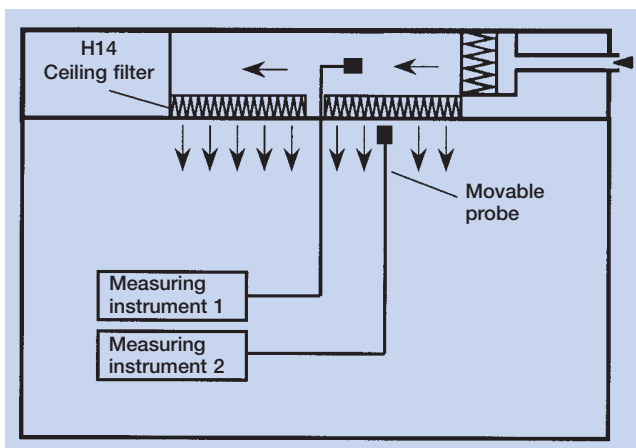 H14
Ceiling filter
Movable
probe
Measuring
instrument 1
Measuring
instrument 2